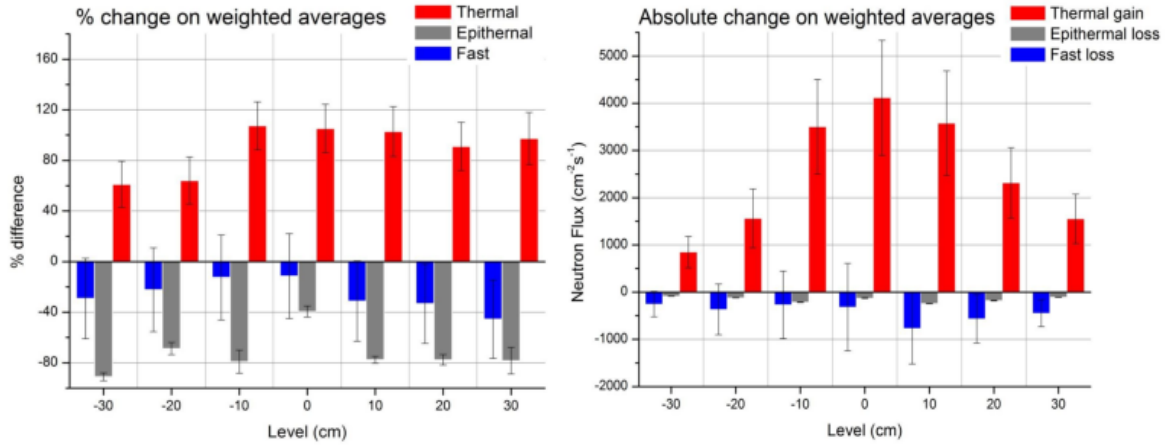 % change on weighted averages
Thermal
Epithernal
Fast
160
120
80
40
0
-40
-80
% difference
-30
-20
-10
0
10
20
30
Level (cm)
Absolute change on weighted averages
Thermal gain
Epithermal loss
Fast loss
5000
4000
3000
2000
1000
0
-1000
-2000
Neutron Flux (cm⁻²s⁻¹)
-30
-20
-10
0
10
20
30
Level (cm)